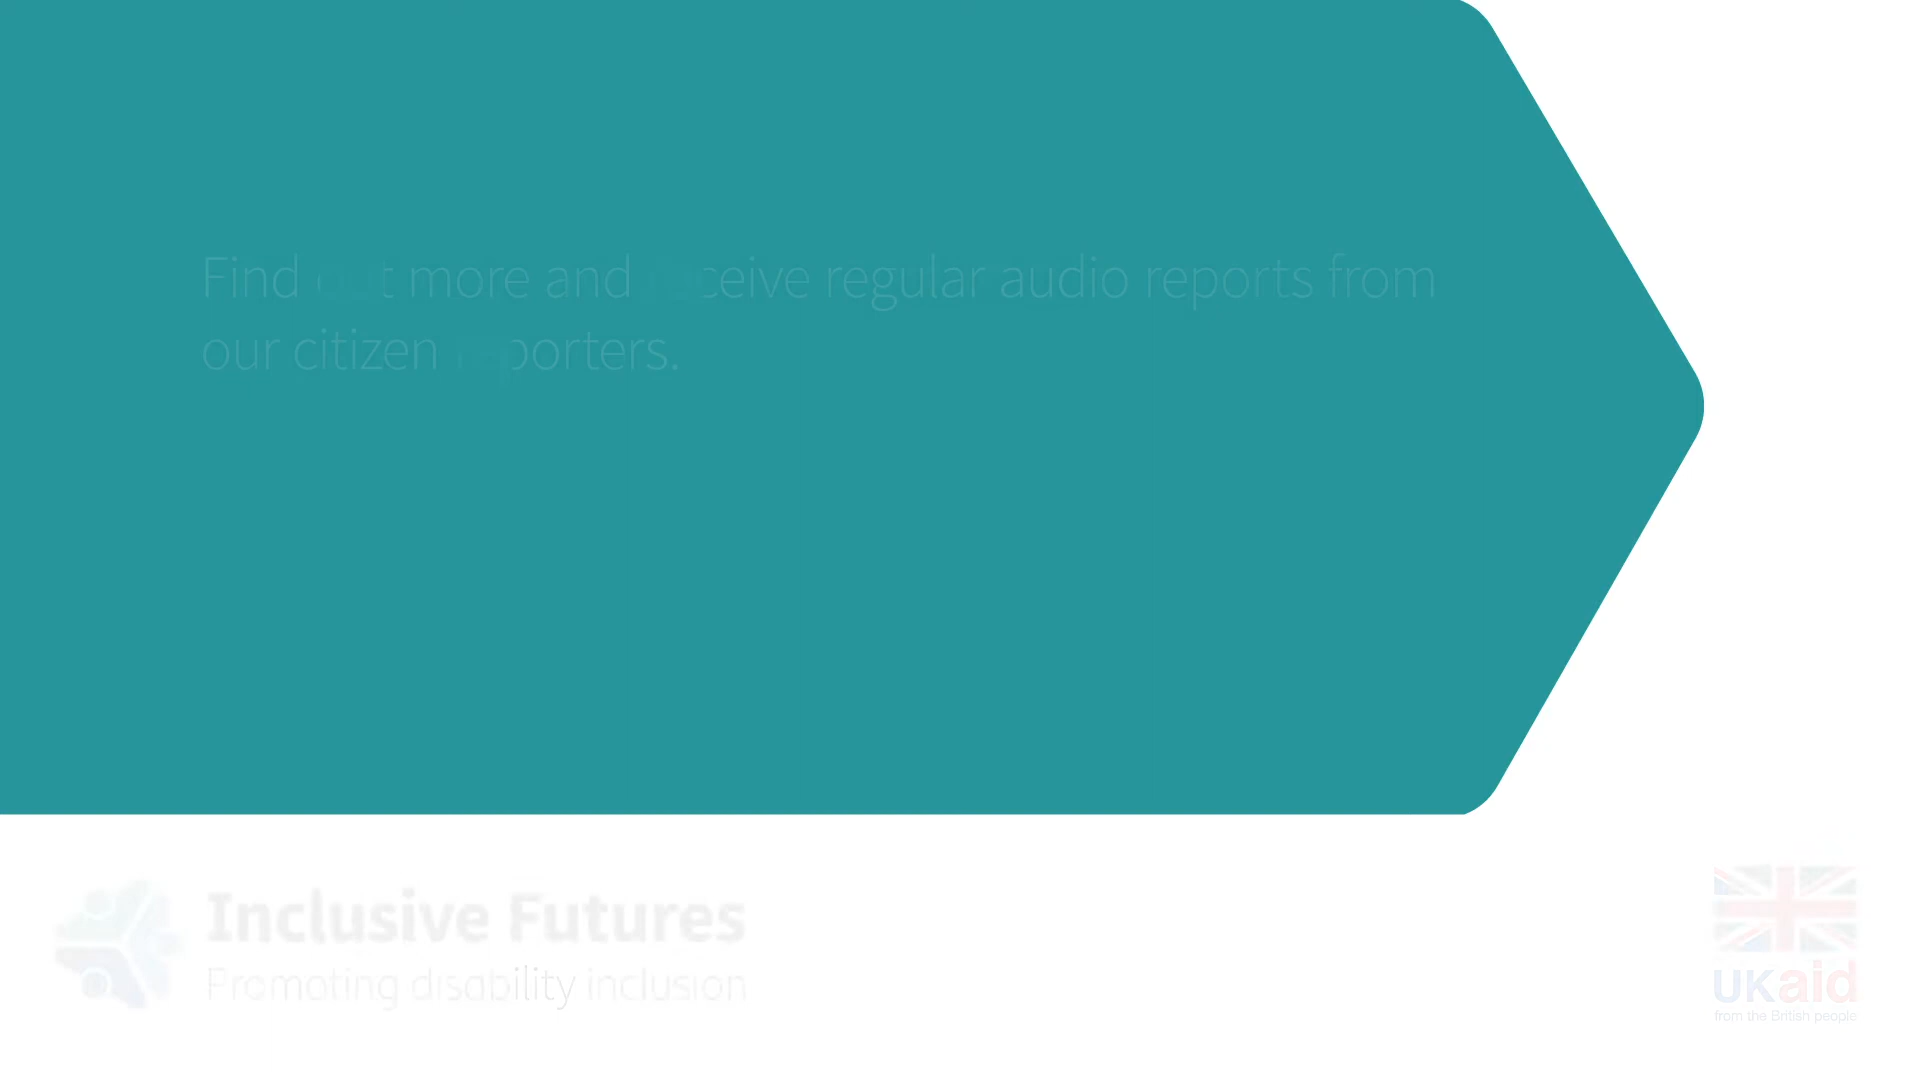 Find out more and receive regular audio reports from
our citizen reporters.
Inclusive Futures
Promoting disability inclusion
UKaid
from the British people